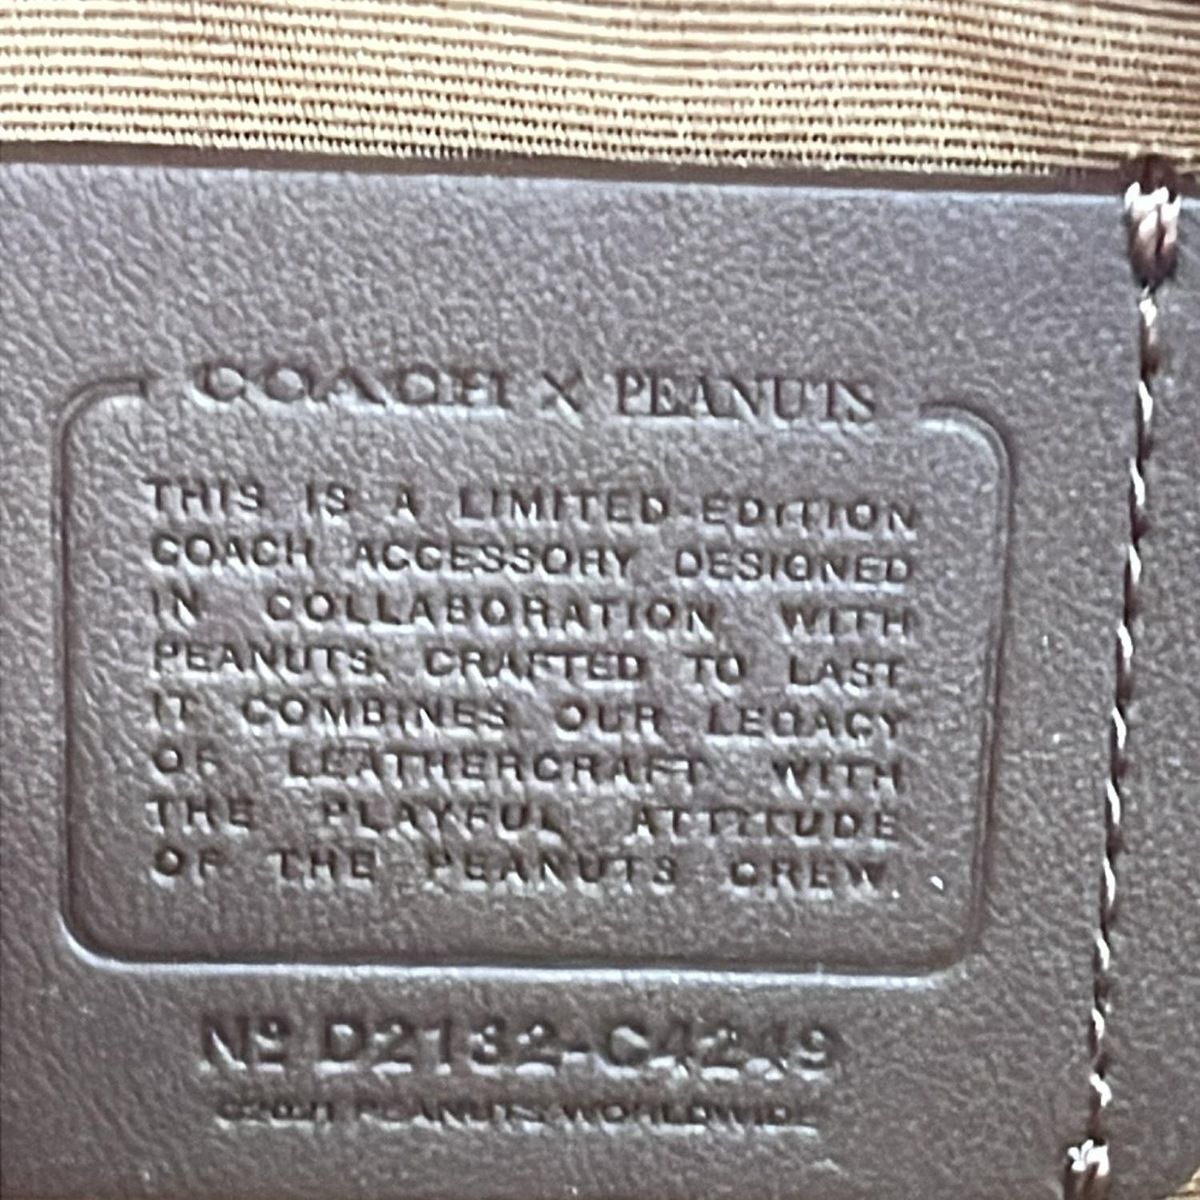 COACH X PEANUTS
THIS IS A LIMITED-EDITION
COACH ACCESSORY DESIGNED
IN COLLABORATION WITH
PEANUTS. CRAFTED TO LAST,
IT COMBINES OUR LEGACY
OF LEATHERCRAFT WITH
THE PLAYFUL ATTITUDE
OF THE PEANUTS CREW.
Nº D2132-C4249
PEANUTS WORLDWIDE